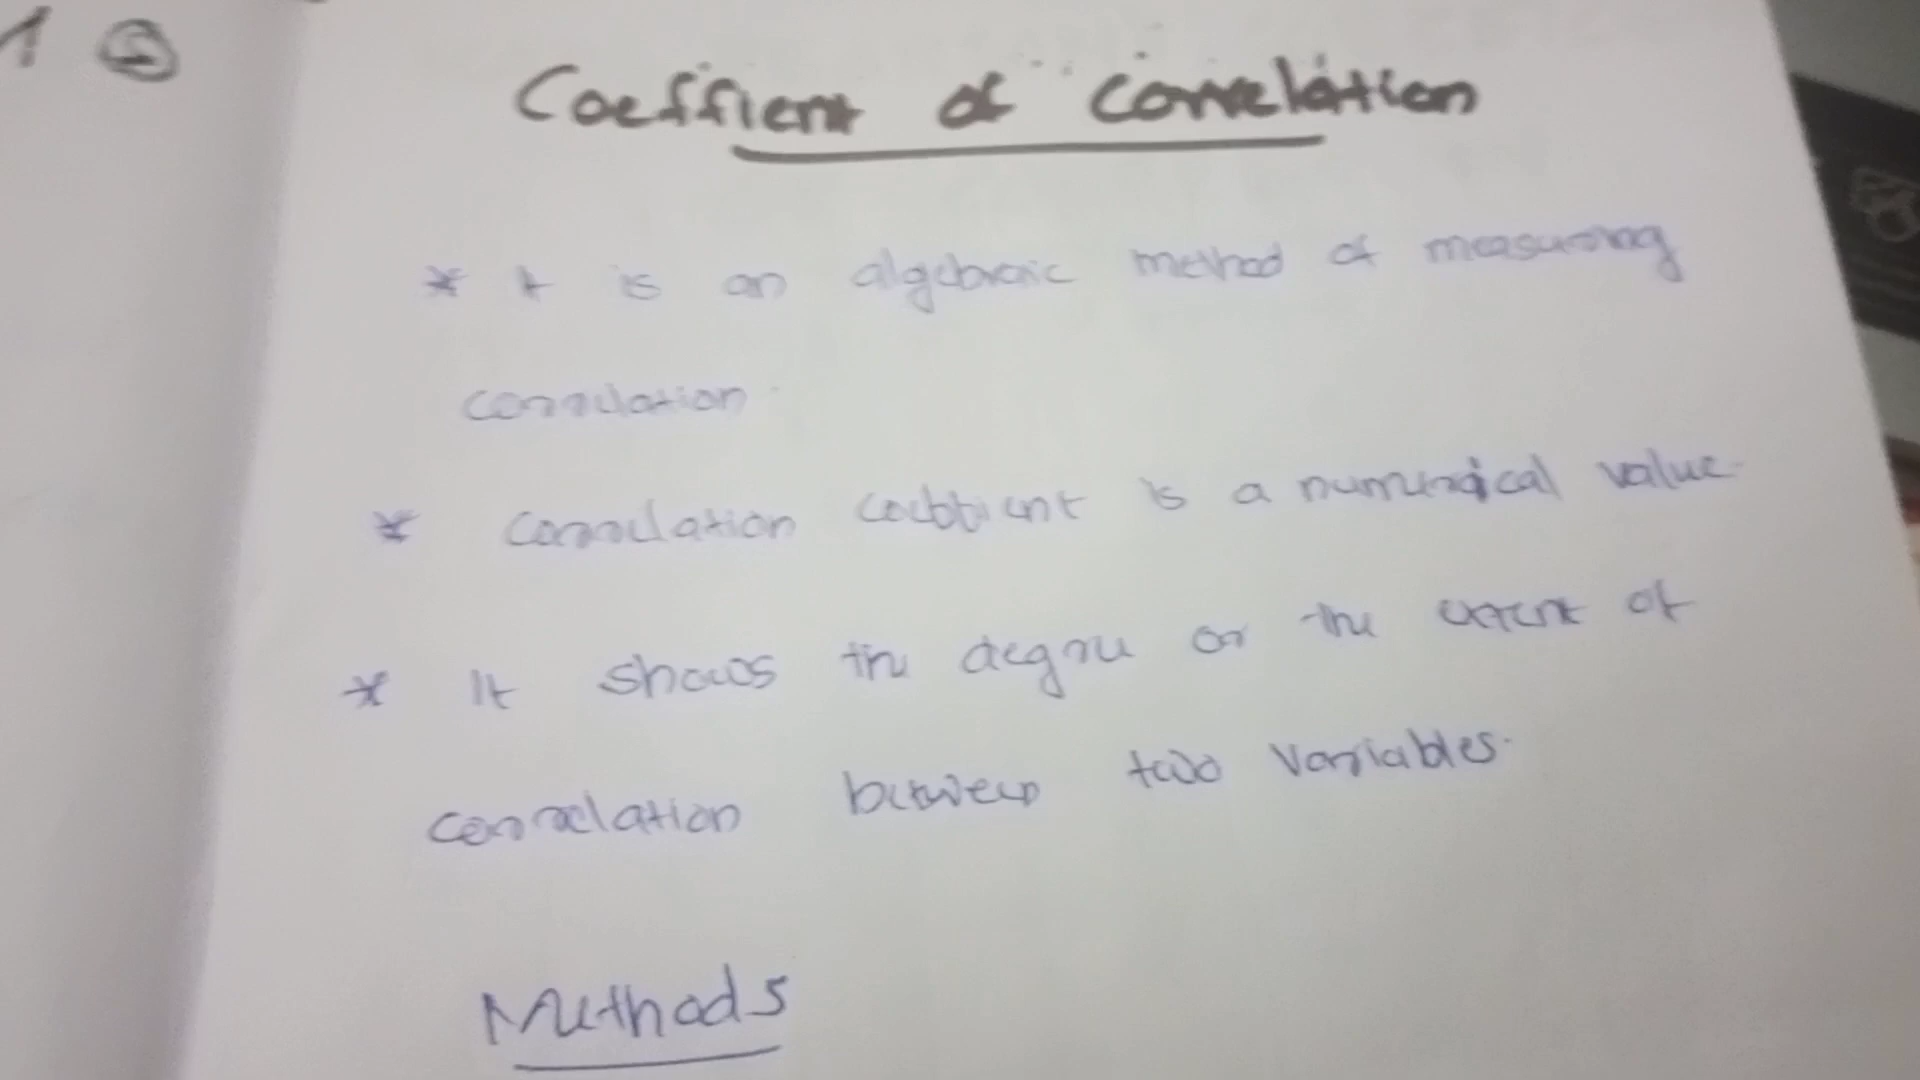 Coeffient of correlation
* It is an algebraic method of measuring
correlation.
* Correlation coefficient is a numerical value.
* It shows the degree or the extent of
correlation between two variables.
Methods